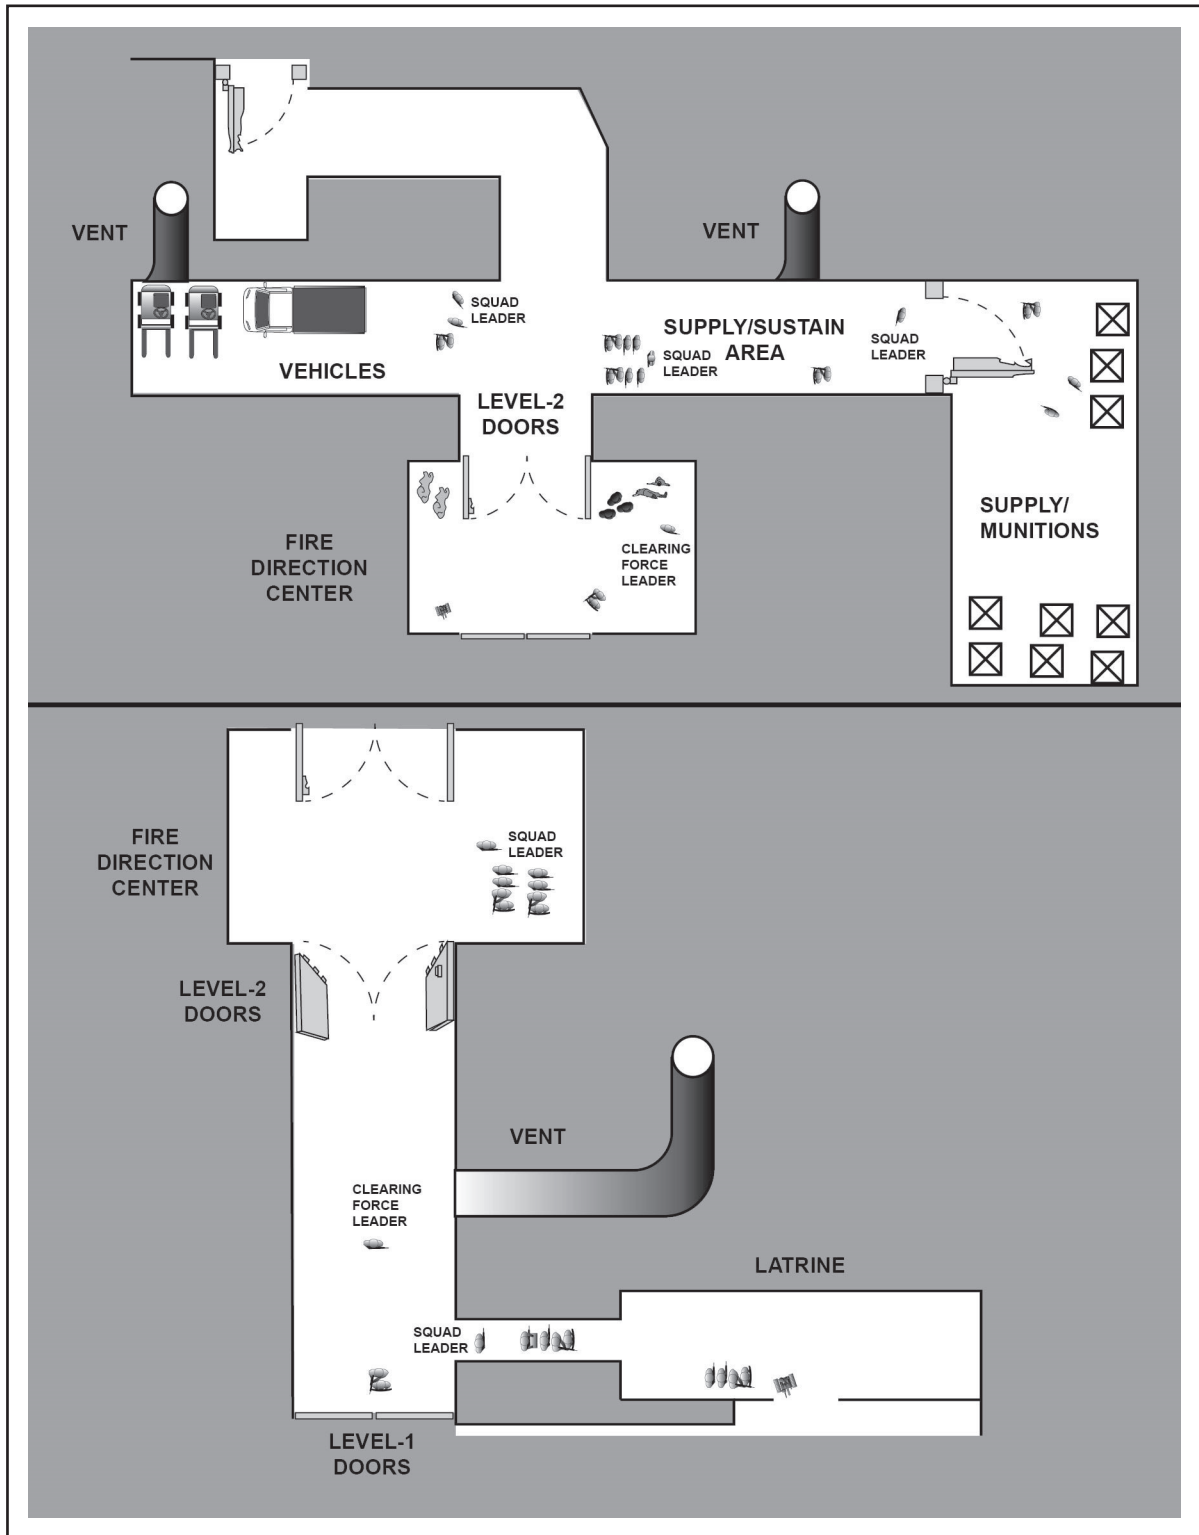 VENT
VENT
SQUAD
LEADER
SUPPLY/SUSTAIN
AREA
SQUAD
LEADER
SQUAD
LEADER
VEHICLES
LEVEL-2
DOORS
SUPPLY/
MUNITIONS
FIRE
DIRECTION
CENTER
CLEARING
FORCE
LEADER
FIRE
DIRECTION
CENTER
SQUAD
LEADER
LEVEL-2
DOORS
VENT
CLEARING
FORCE
LEADER
LATRINE
SQUAD
LEADER
LEVEL-1
DOORS